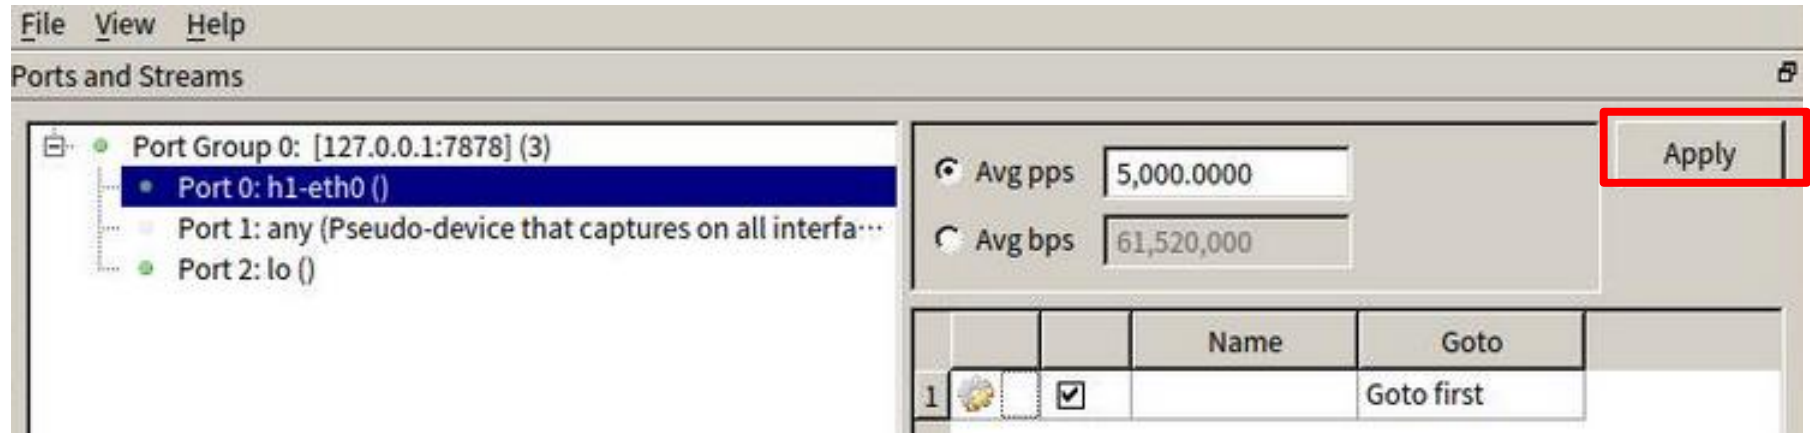 File View Help
Ports and Streams
Port Group 0: [127.0.0.1:7878] (3)
Port 0: h1-eth0 ()
Port 1: any (Pseudo-device that captures on all interfa···
Port 2: lo ()
Avg pps 5,000.0000
Avg bps 61,520,000
Apply
Name Goto
1 Goto first